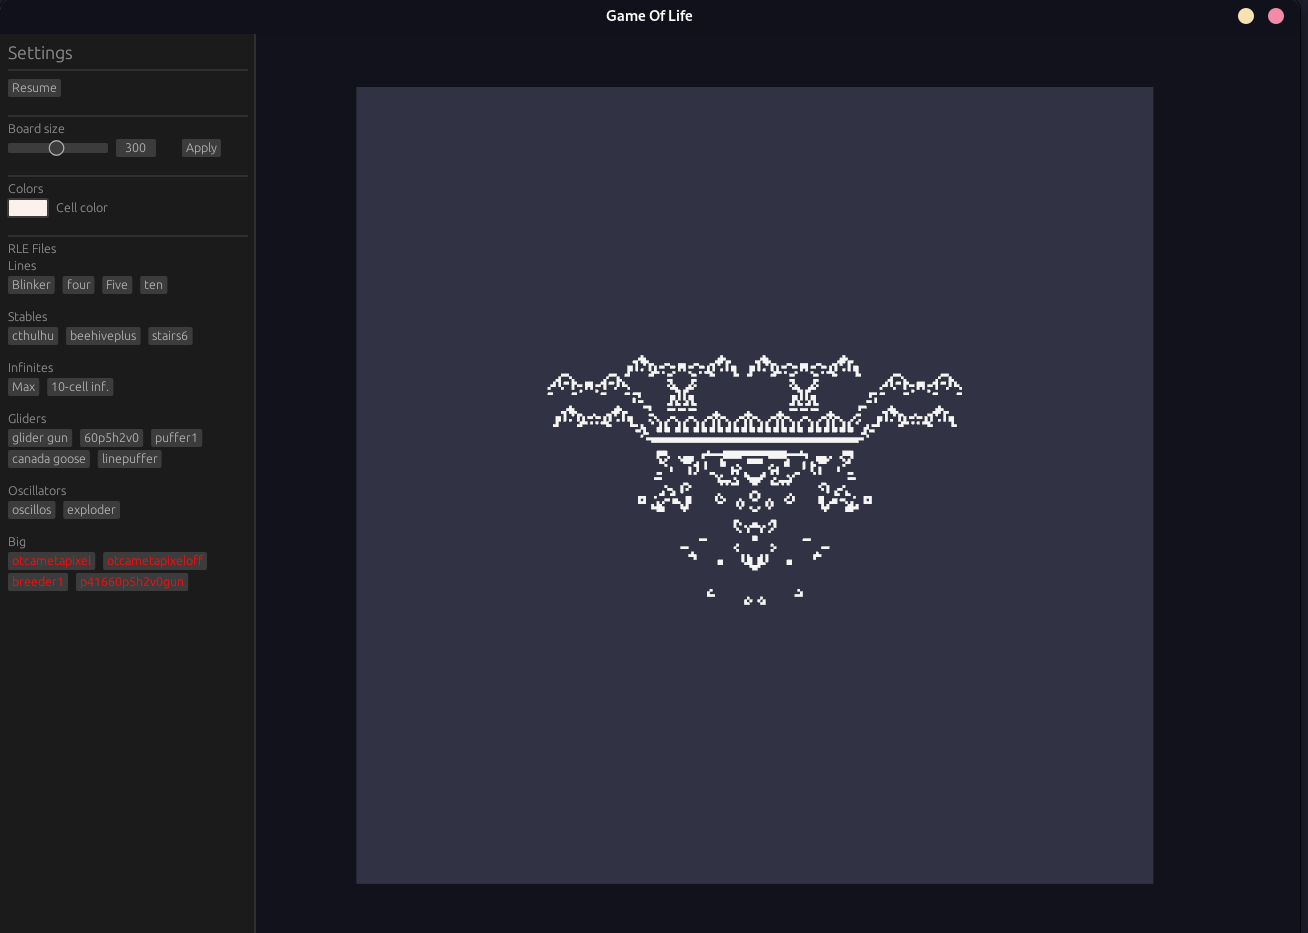 Game Of Life
Settings
Resume
Board size
300 Apply
Colors
Cell color
RLE Files
Lines
Blinker four Five ten
Stables
cthulhu beehiveplus stairs6
Infinites
Max 10-cell inf.
Gliders
glider gun 60p5h2v0 puffer1
canada goose linepuffer
Oscillators
oscillos exploder
Big
otcametapixel otcametapixeloff
breeder1 p41660p5h2v0gun